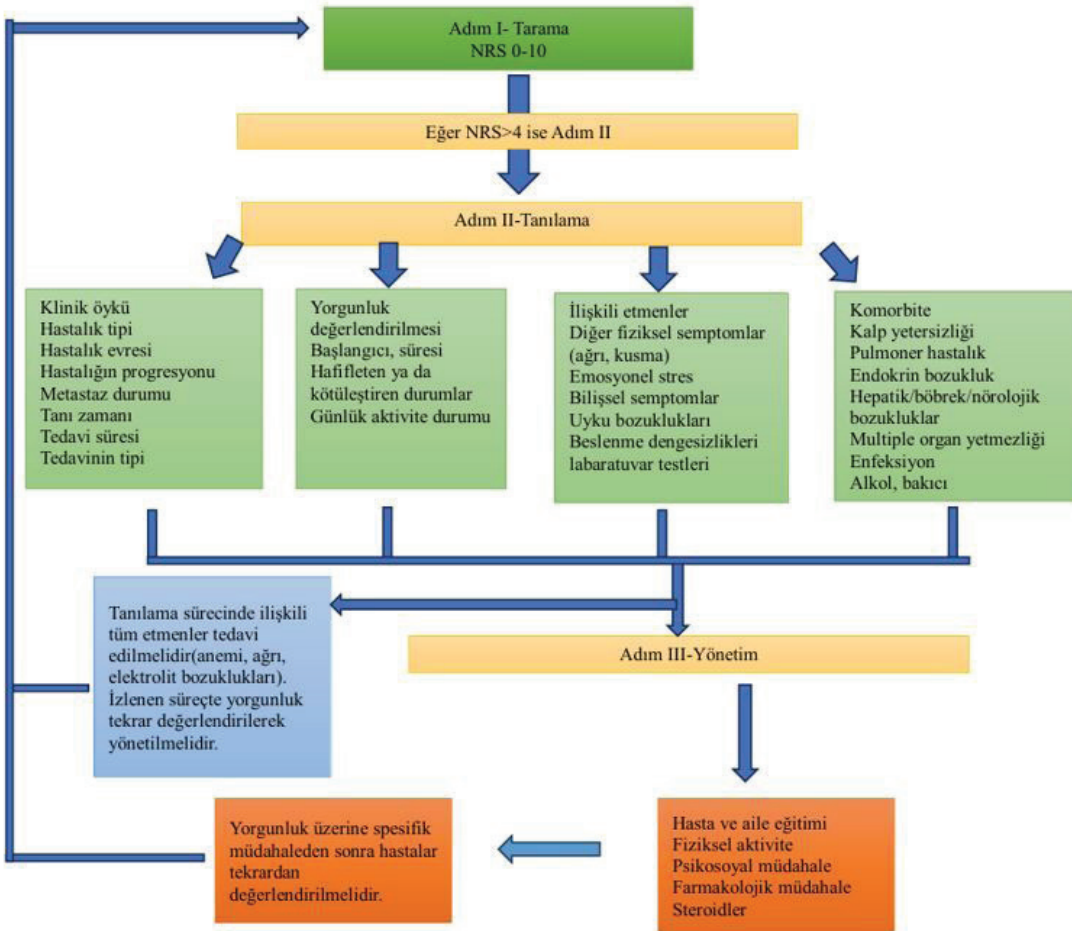 Adım I- Tarama
NRS 0-10
Eğer NRS>4 ise Adım II
Adım II-Tanılama
Klinik öykü
Hastalık tipi
Hastalık evresi
Hastalığın progresyonu
Metastaz durumu
Tanı zamanı
Tedavi süresi
Tedavinin tipi
Yorgunluk
değerlendirilmesi
Başlangıcı, süresi
Hafifleten ya da
kötüleştiren durumlar
Günlük aktivite durumu
İlişkili etmenler
Diğer fiziksel semptomlar
(ağrı, kusma)
Emosyonel stres
Bilişsel semptomlar
Uyku bozuklukları
Beslenme dengesizlikleri
labaratuvar testleri
Komorbite
Kalp yetersizliği
Pulmoner hastalık
Endokrin bozukluk
Hepatik/böbrek/nörolojik
bozukluklar
Multiple organ yetmezliği
Enfeksiyon
Alkol, bakıcı
Tanılama sürecinde ilişkili
tüm etmenler tedavi
edilmelidir(anemi, ağrı,
elektrolit bozuklukları).
İzlenen süreçte yorgunluk
tekrar değerlendirilerek
yönetilmelidir.
Adım III-Yönetim
Hasta ve aile eğitimi
Fiziksel aktivite
Psikosoyal müdahale
Farmakolojik müdahale
Steroidler
Yorgunluk üzerine spesifik
müdahaleden sonra hastalar
tekrardan
değerlendirilmelidir.